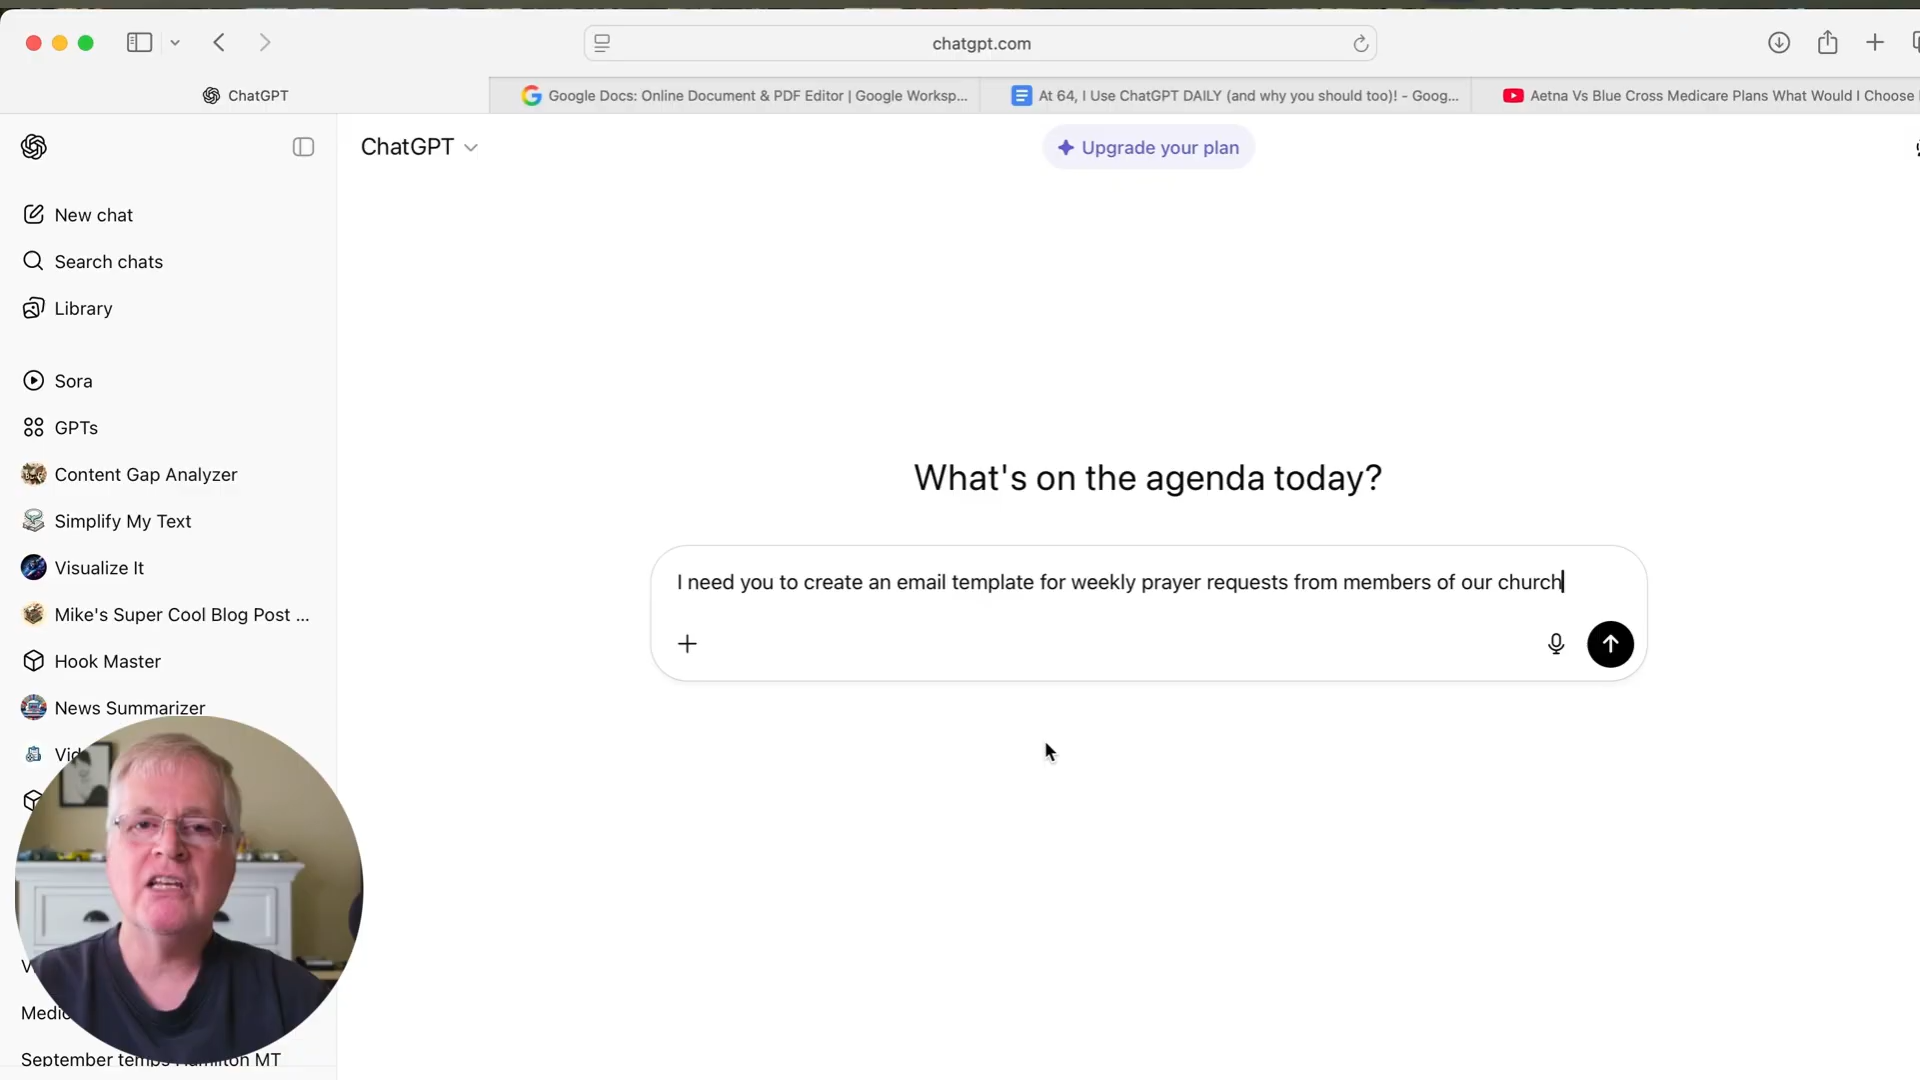 chatgpt.com
ChatGPT
Google Docs: Online Document & PDF Editor | Google Worksp...
At 64, I Use ChatGPT DAILY (and why you should too)! - Goog...
Aetna Vs Blue Cross Medicare Plans What Would I Choose
ChatGPT
Upgrade your plan
New chat
Search chats
Library
Sora
GPTs
Content Gap Analyzer
Simplify My Text
Visualize It
Mike's Super Cool Blog Post ...
Hook Master
News Summarizer
What's on the agenda today?
I need you to create an email template for weekly prayer requests from members of our church
September temps Hamilton MT